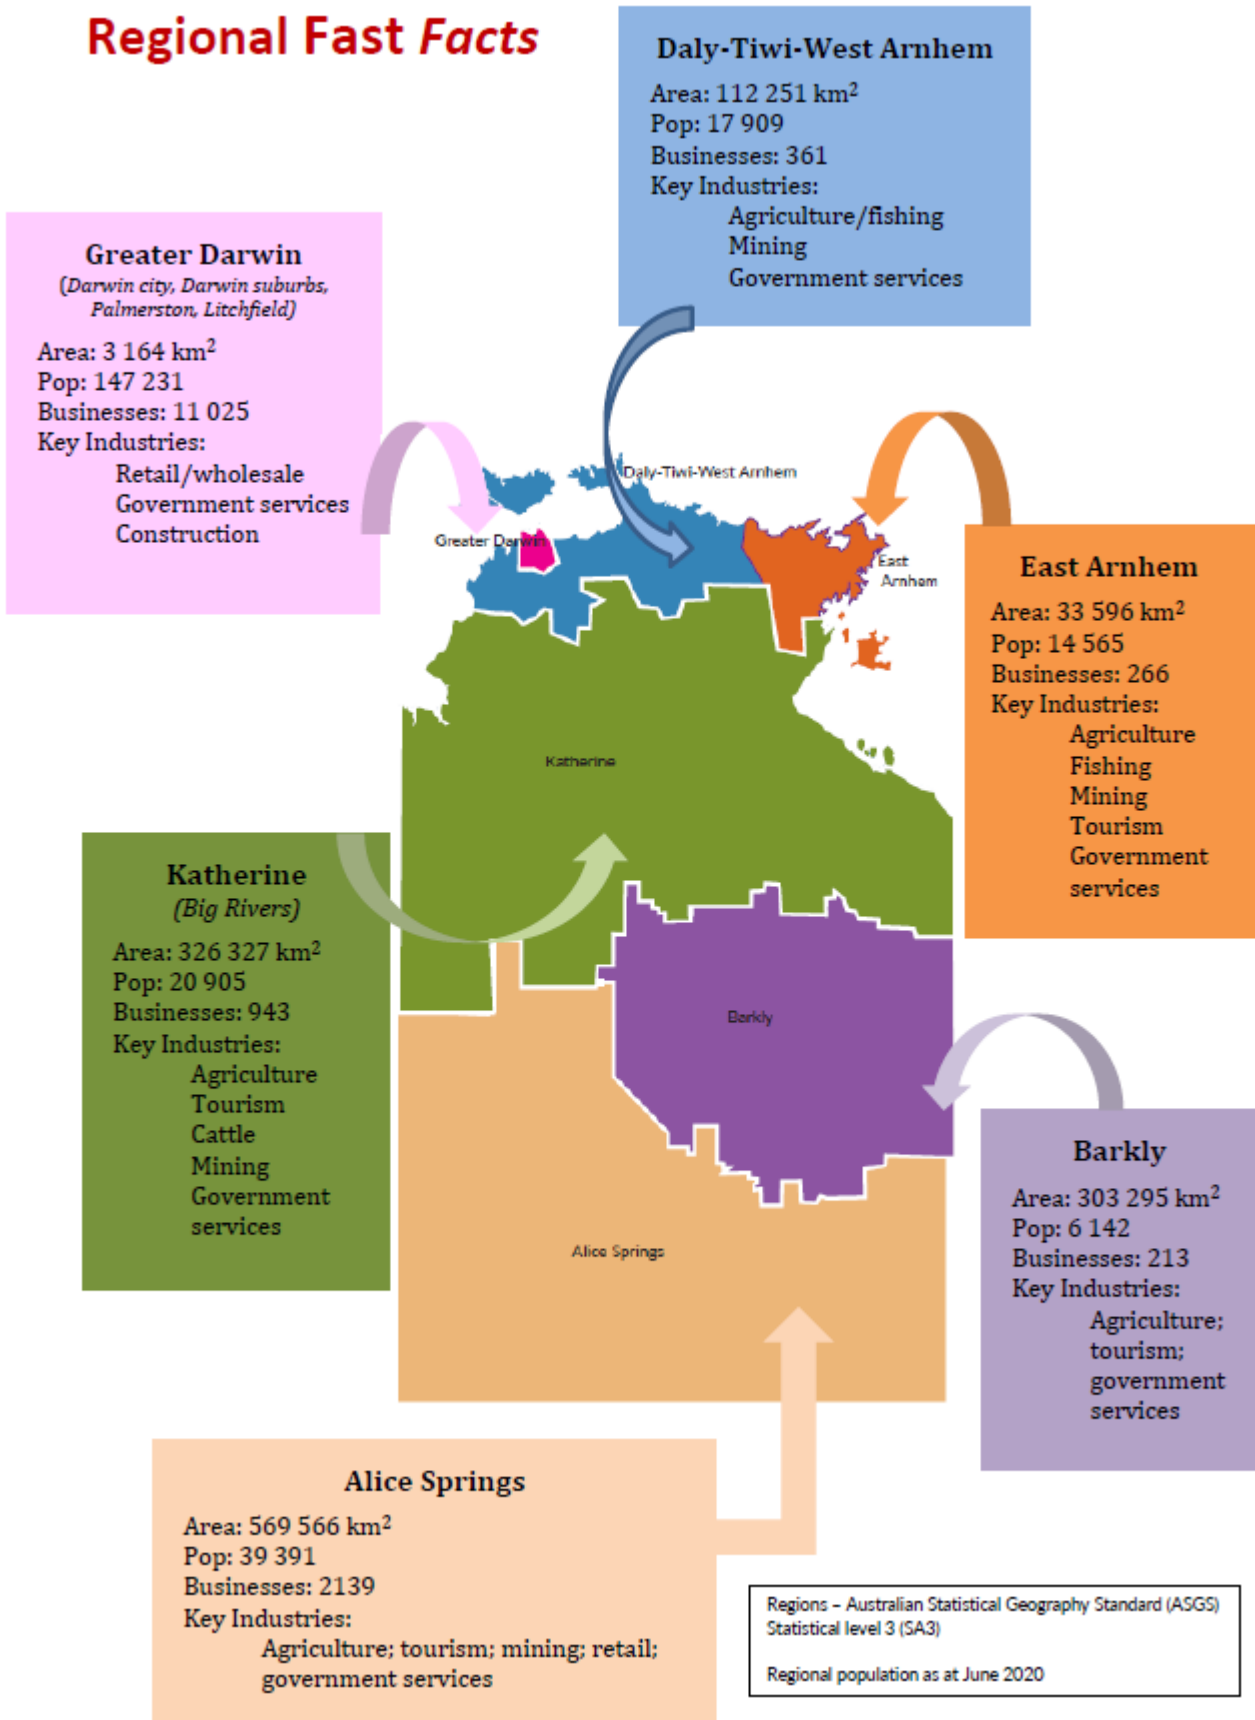 Regional Fast Facts
Daly-Tiwi-West Arnhem
Area: 112 251 km²
Pop: 17 909
Businesses: 361
Key Industries:
Agriculture/fishing
Mining
Government services
Greater Darwin
(Darwin city, Darwin suburbs,
Palmerston, Litchfield)
Area: 3 164 km²
Pop: 147 231
Businesses: 11 025
Key Industries:
Retail/wholesale
Government services
Construction
Daly-Tiwi-West Arnhem
Greater Darwin
East
Arnhem
East Arnhem
Area: 33 596 km²
Pop: 14 565
Businesses: 266
Key Industries:
Agriculture
Fishing
Mining
Tourism
Government
services
Katherine
Katherine
(Big Rivers)
Area: 326 327 km²
Pop: 20 905
Businesses: 943
Key Industries:
Agriculture
Tourism
Cattle
Mining
Government
services
Barkly
Barkly
Area: 303 295 km²
Pop: 6 142
Businesses: 213
Key Industries:
Agriculture;
tourism;
government
services
Alice Springs
Alice Springs
Area: 569 566 km²
Pop: 39 391
Businesses: 2139
Key Industries:
Agriculture; tourism; mining; retail;
government services
Regions – Australian Statistical Geography Standard (ASGS)
Statistical level 3 (SA3)
Regional population as at June 2020